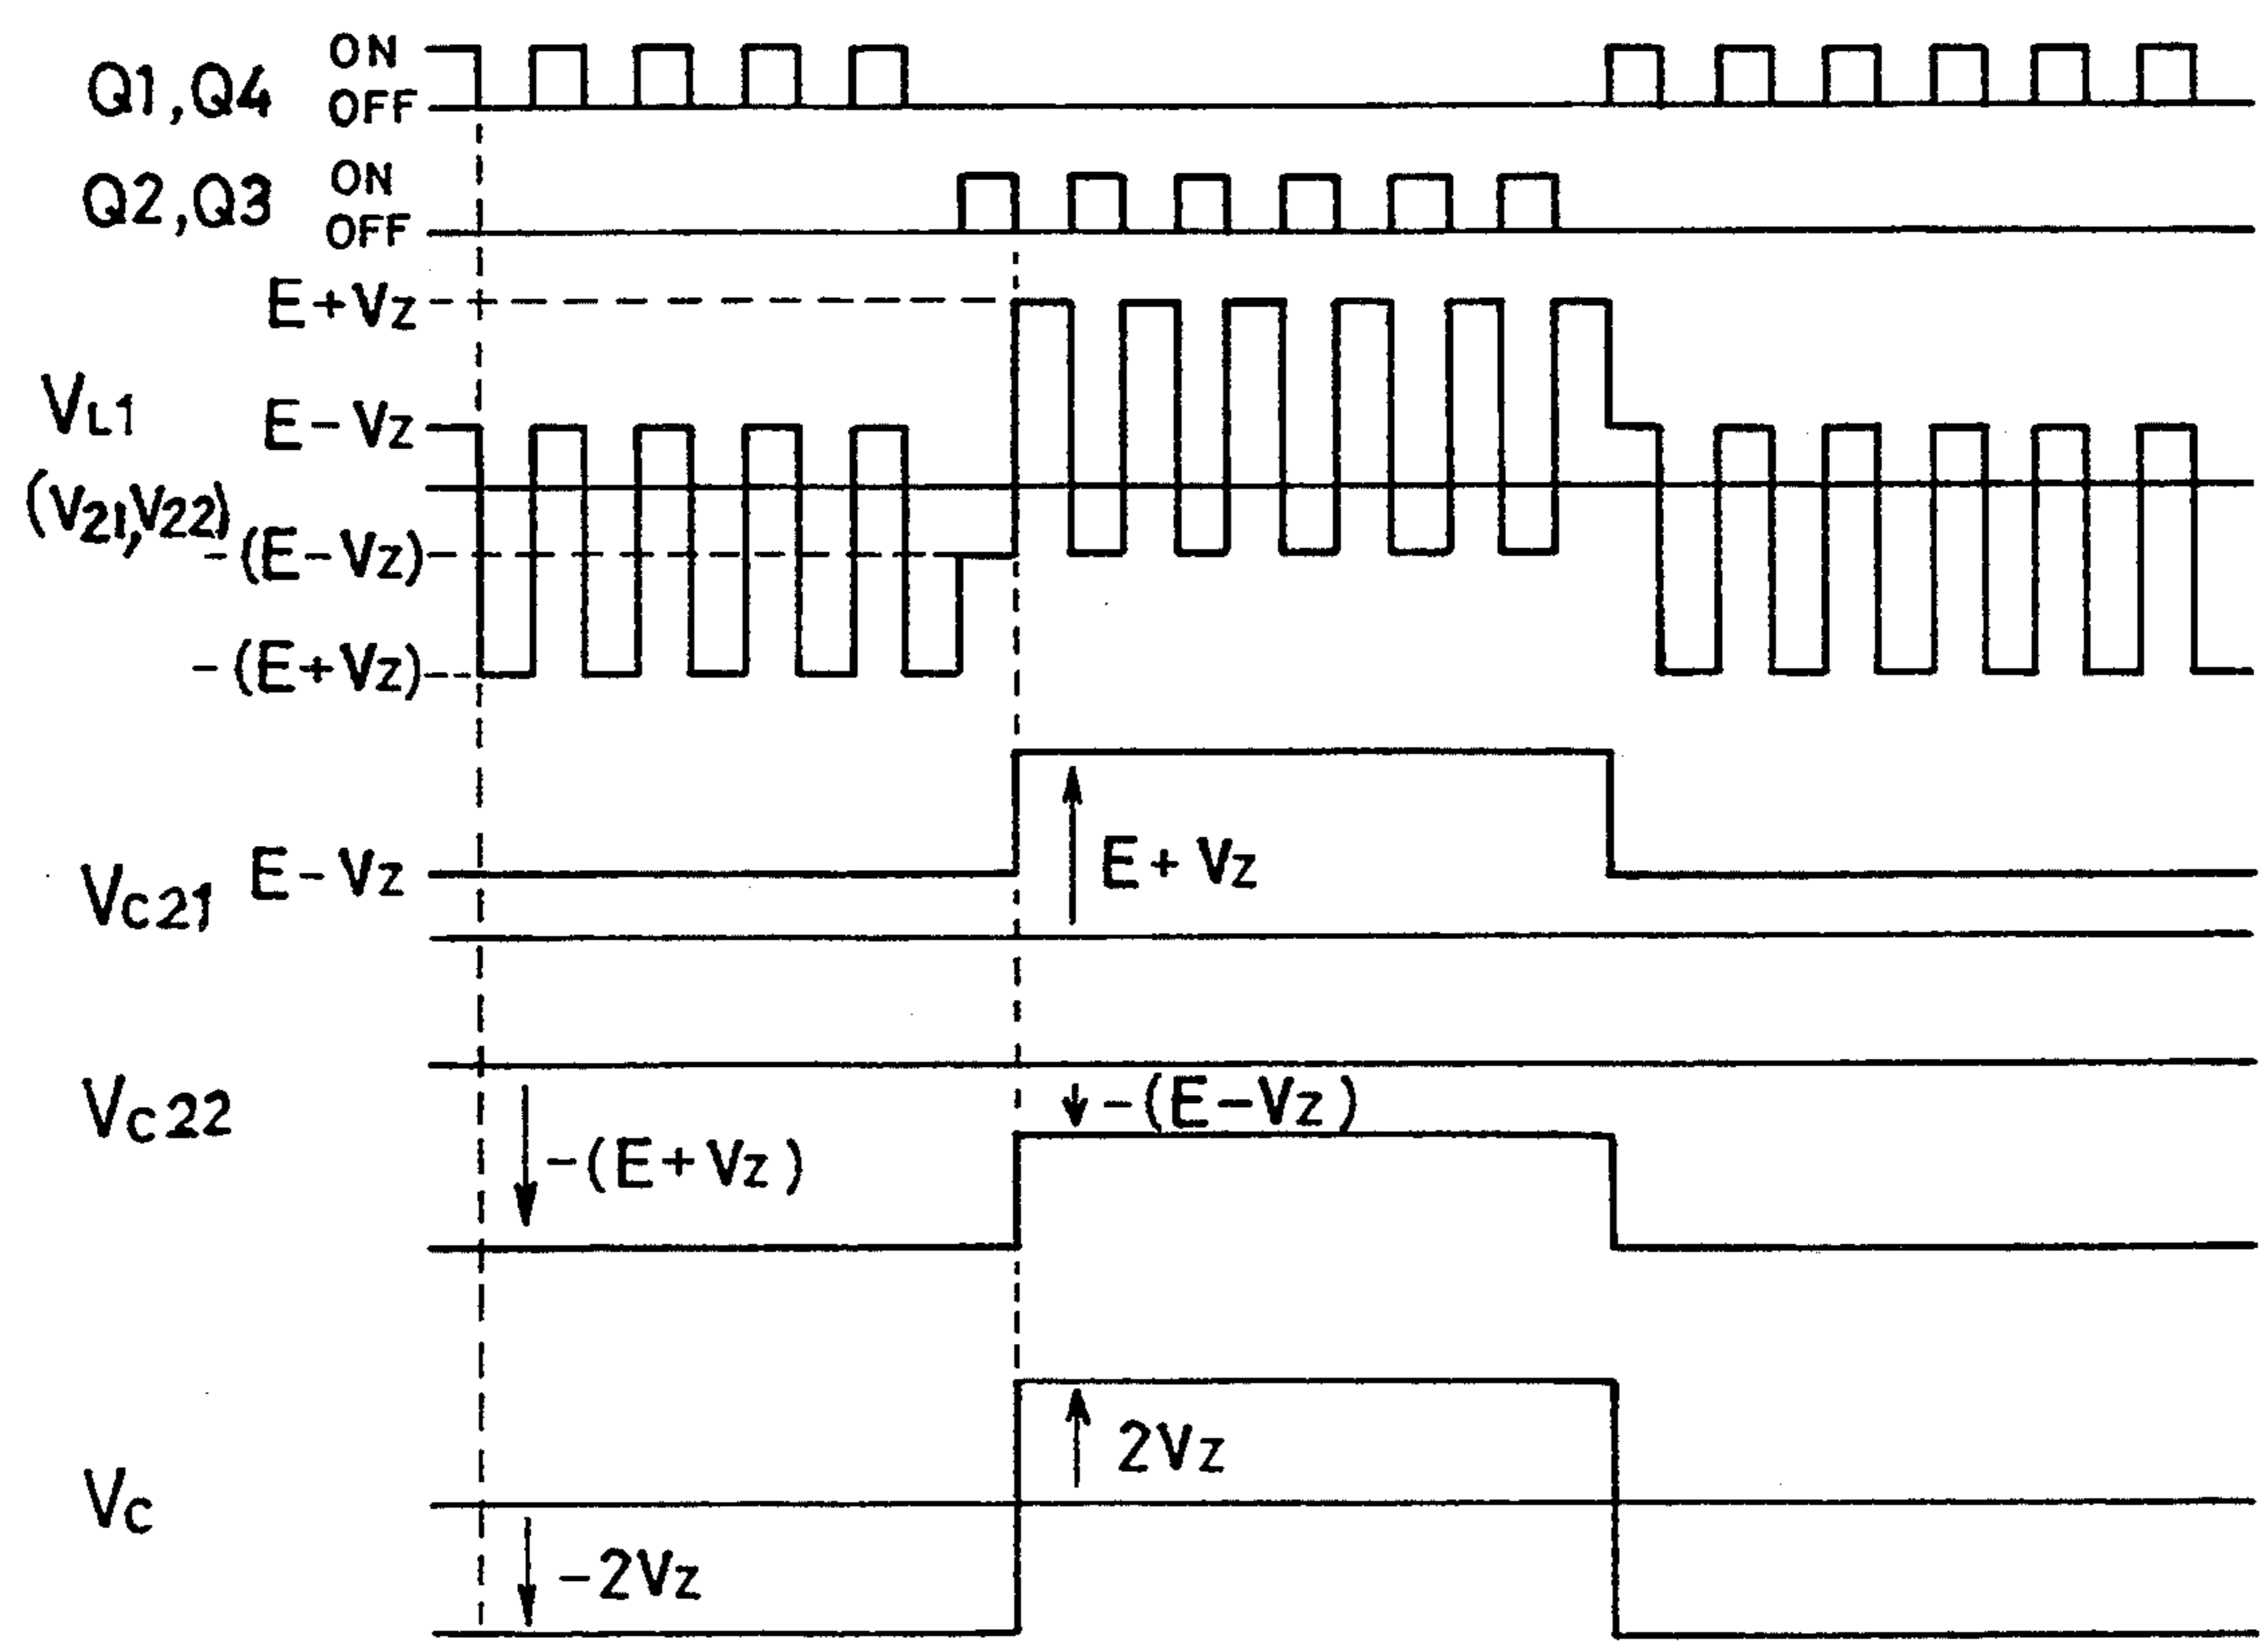 Q1,Q4 ON
OFF
Q2,Q3 ON
OFF
E+Vz
VL1 E-Vz
(V21,V22)
-(E-Vz)
-(E+Vz)
E+Vz
VC21 E-Vz
VC22 -(E-Vz)
-(E+Vz)
2Vz
VC
-2Vz